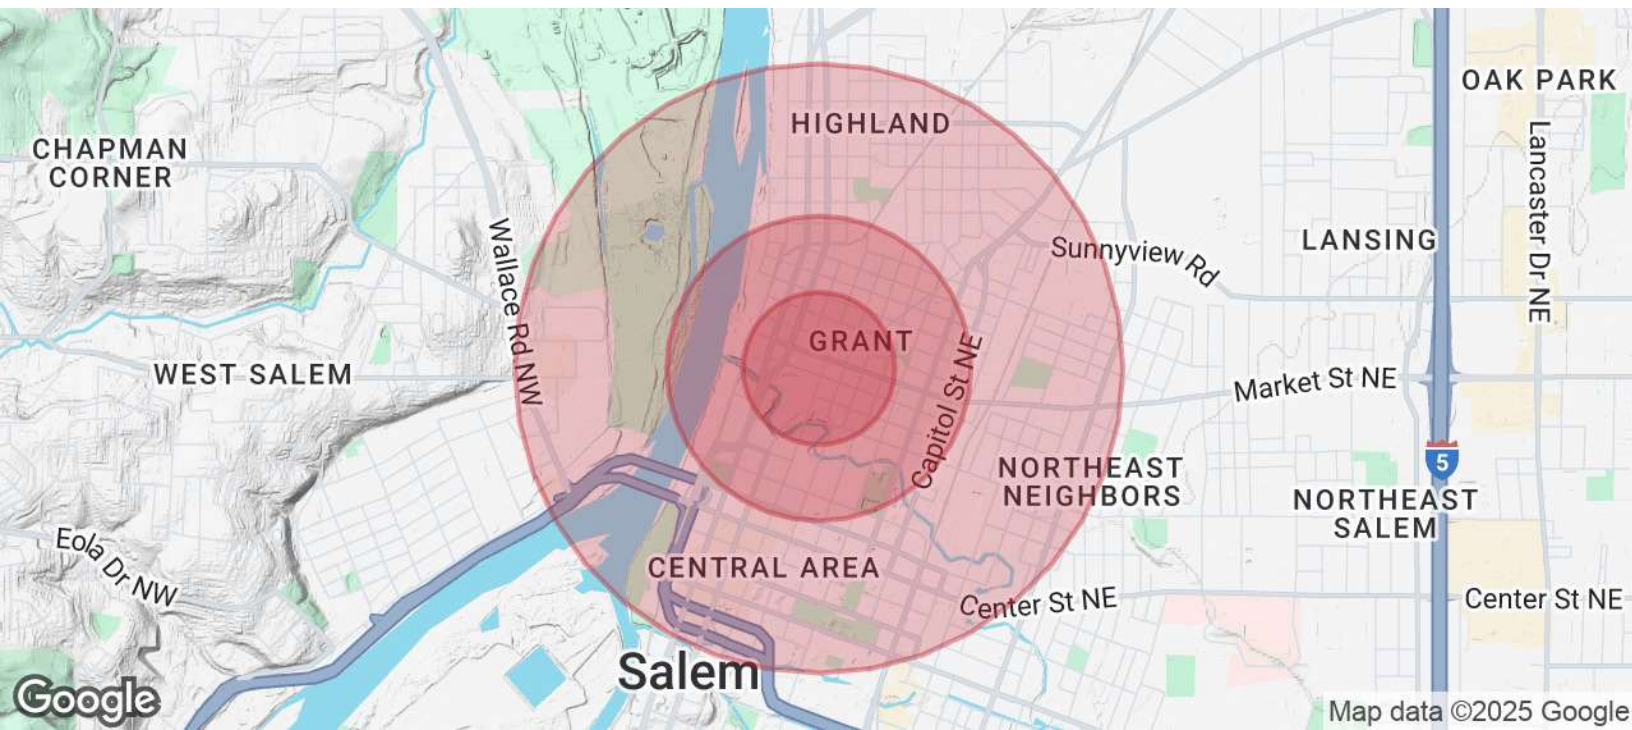 OAK PARK
HIGHLAND
CHAPMAN
CORNER
Lancaster Dr NE
LANSING
Sunnyview Rd
Wallace Rd NW
GRANT
WEST SALEM
Market St NE
Capitol St NE
NORTHEAST
NEIGHBORS
5
NORTHEAST
SALEM
Eola Dr NW
CENTRAL AREA
Center St NE
Center St NE
Salem
Google
Map data ©2025 Google